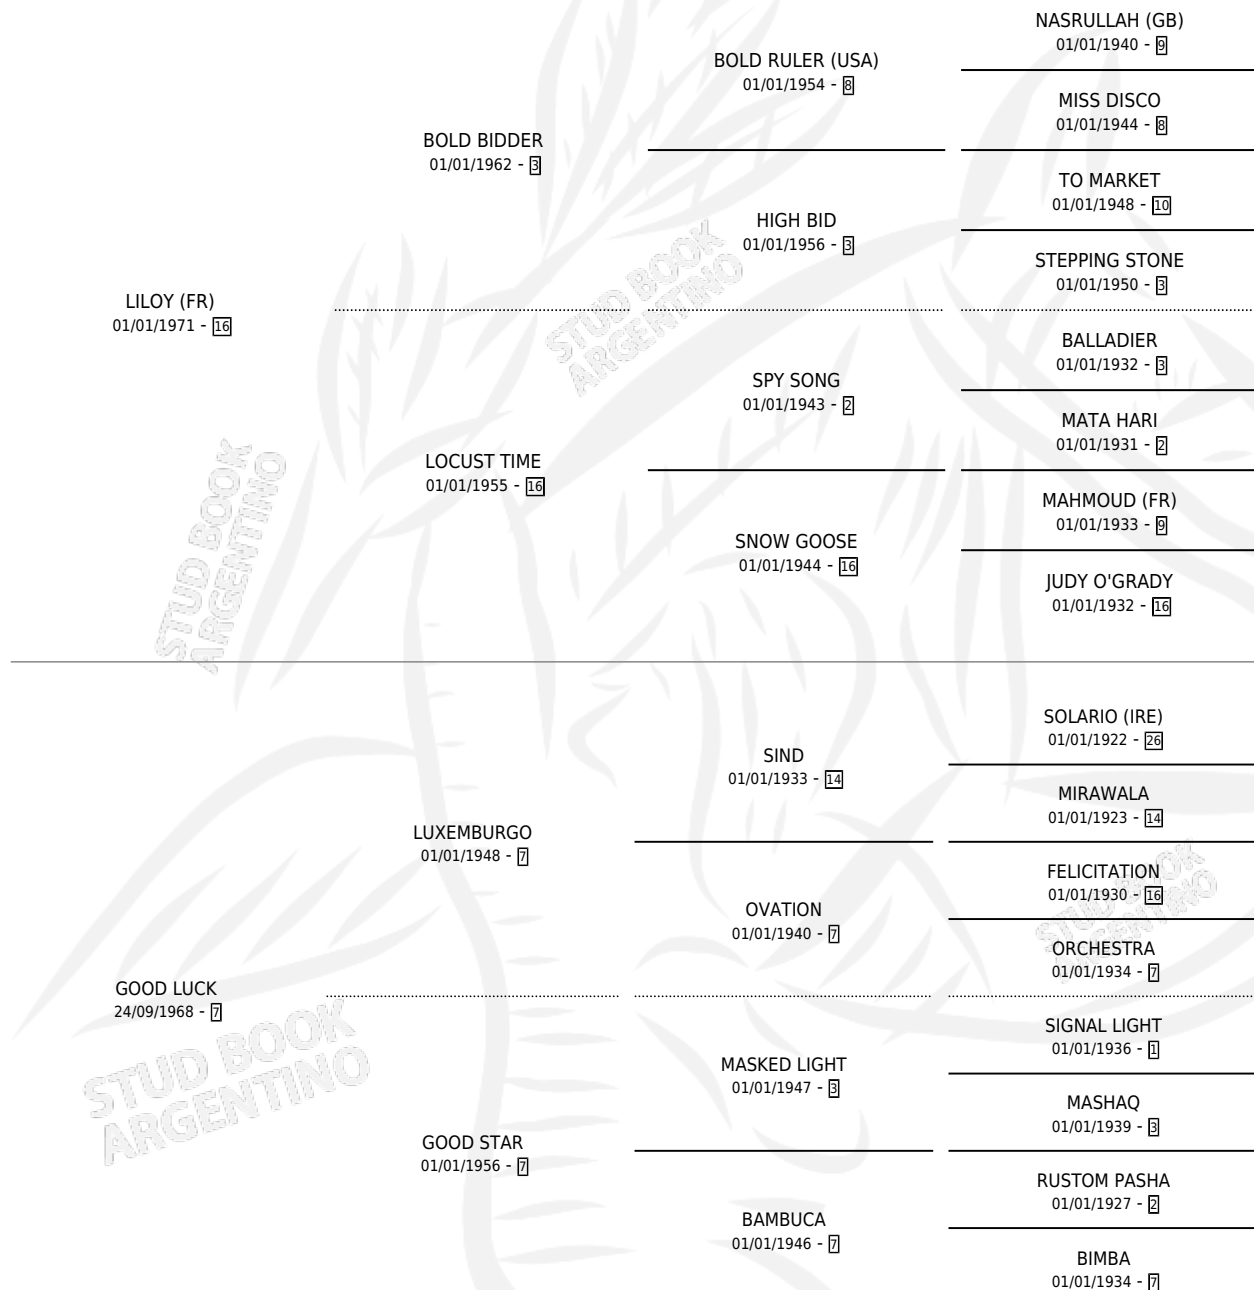 NASRULLAH (GB)
01/01/1940 - 9
BOLD RULER (USA)
01/01/1954 - 8
MISS DISCO
01/01/1944 - 8
BOLD BIDDER
01/01/1962 - 3
TO MARKET
01/01/1948 - 10
HIGH BID
01/01/1956 - 3
STEPPING STONE
01/01/1950 - 3
LILOY (FR)
01/01/1971 - 16
STUD BOOK
ARGENTINO
BALLADIER
01/01/1932 - 3
SPY SONG
01/01/1943 - 2
MATA HARI
01/01/1931 - 2
LOCUST TIME
01/01/1955 - 16
MAHMOUD (FR)
01/01/1933 - 9
SNOW GOOSE
01/01/1944 - 16
JUDY O'GRADY
01/01/1932 - 16
STUD BOOK
ARGENTINO
SOLARIO (IRE)
01/01/1922 - 26
SIND
01/01/1933 - 14
MIRAWALA
01/01/1923 - 14
LUXEMBURGO
01/01/1948 - 7
FELICITATION
01/01/1930 - 16
OVATION
01/01/1940 - 7
STUD BOOK
ARGENTINO
ORCHESTRA
01/01/1934 - 7
GOOD LUCK
24/09/1968 - 7
SIGNAL LIGHT
01/01/1936 - 1
MASKED LIGHT
01/01/1947 - 3
STUD BOOK
ARGENTINO
MASHAQ
01/01/1939 - 3
GOOD STAR
01/01/1956 - 7
RUSTOM PASHA
01/01/1927 - 2
BAMBUCA
01/01/1946 - 7
BIMBA
01/01/1934 - 7